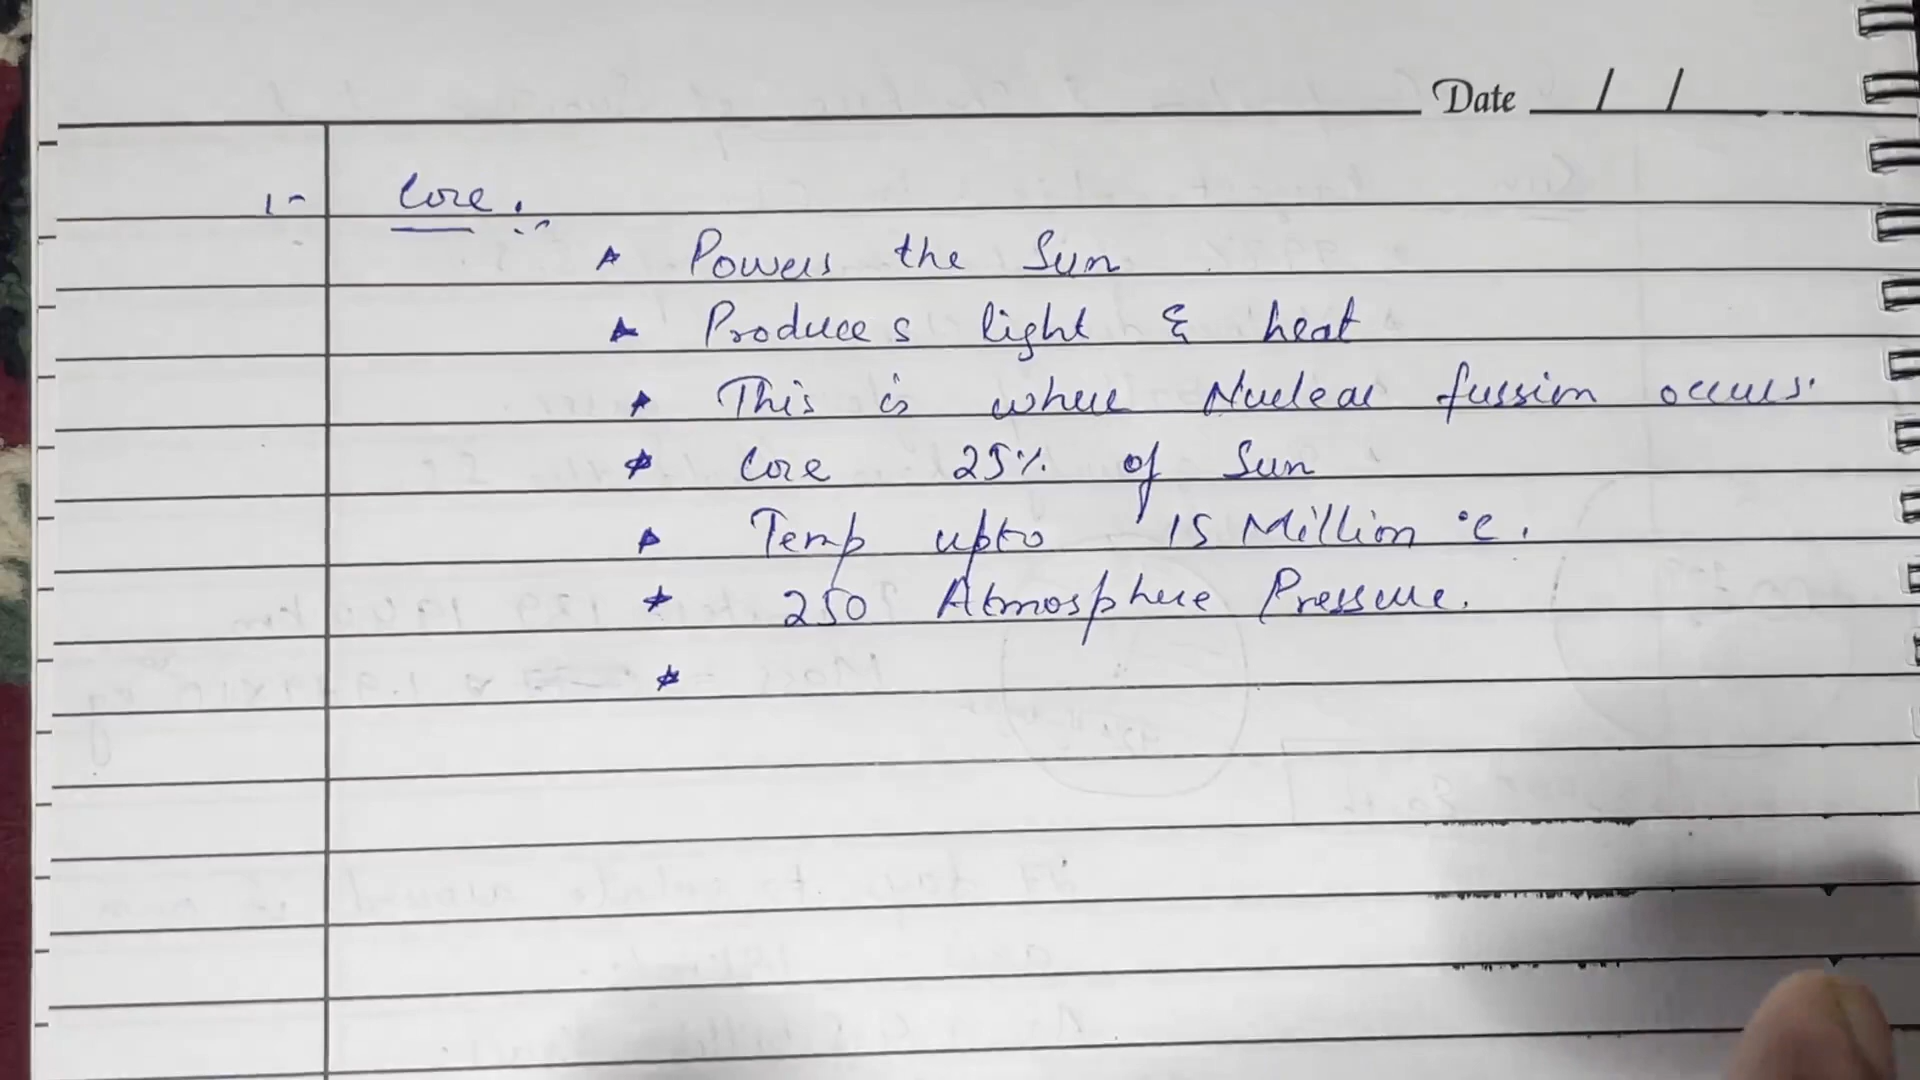 Date / /
1- Core :-
★ Powers the Sun
★ Produces light & heat
★ This is where Nuclear fussion occurs.
★ Core 25% of Sun
★ Temp upto 15 Million °C.
★ 250 Atmosphere Pressure.
★